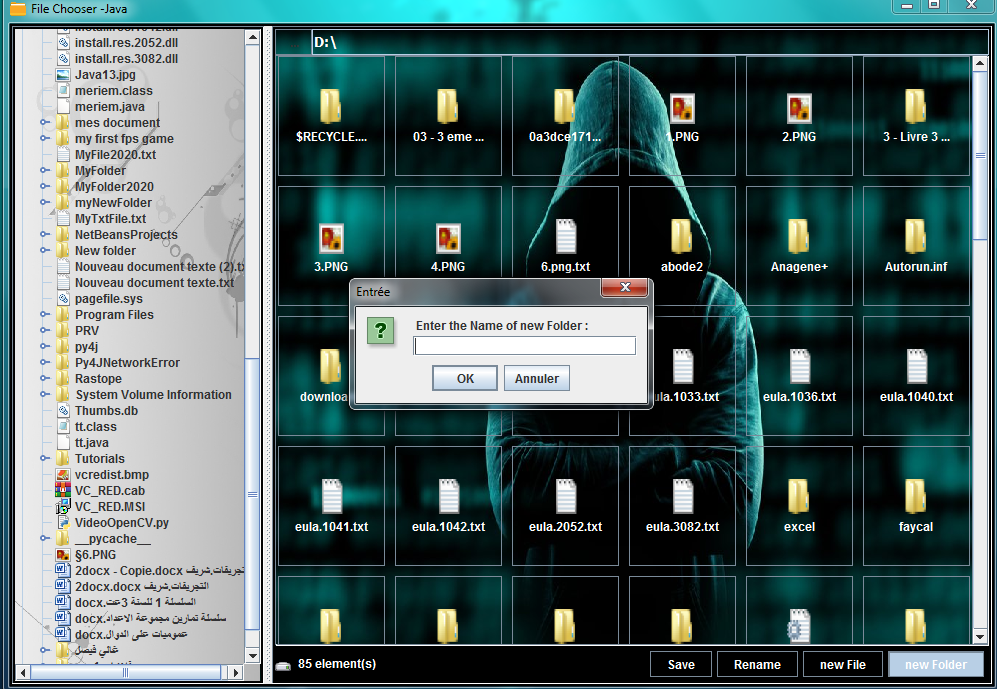 File Chooser -Java
install.res.2052.dll
install.res.3082.dll
Java13.jpg
meriem.class
meriem.java
mes document
my first fps game
MyFile2020.txt
MyFolder
MyFolder2020
myNewFolder
MyTxtFile.txt
NetBeansProjects
New folder
Nouveau document texte (2).tx
Nouveau document texte.txt
pagefile.sys
Program Files
PRV
py4j
Py4JNetworkError
Rastope
System Volume Information
Thumbs.db
tt.class
tt.java
Tutorials
vcredist.bmp
VC_RED.cab
VC_RED.MSI
VideoOpenCV.py
__pycache__
§6.PNG
2docx - Copie.docx التجريفات,شريف
2docx.docx التجريفات,شريف
السلسلة 1 للسنة 3عت.docx
سلسلة تمارين مجموعة الاعداد.docx
عموميات على الدوال.docx
غالي فيصل
D:\
$RECYCLE....
03 - 3 eme ...
0a3dce171...
1.PNG
2.PNG
3 - Livre 3 ...
3.PNG
4.PNG
6.png.txt
abode2
Anagene+
Autorun.inf
Entrée
Enter the Name of new Folder :
OK
Annuler
downloa
ula.1033.txt
eula.1036.txt
eula.1040.txt
eula.1041.txt
eula.1042.txt
eula.2052.txt
eula.3082.txt
excel
faycal
85 element(s)
Save
Rename
new File
new Folder